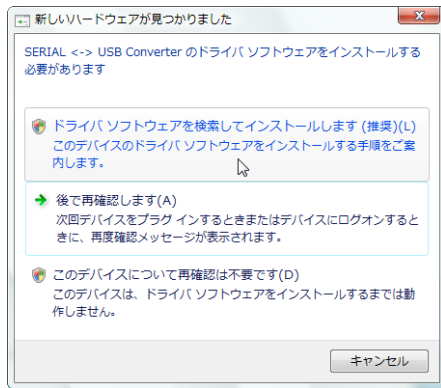 新しいハードウェアが見つかりました
SERIAL <-> USB Converter のドライバ ソフトウェアをインストールする
必要があります
ドライバ ソフトウェアを検索してインストールします (推奨)(L)
このデバイスのドライバ ソフトウェアをインストールする手順をご案
内します。
後で再確認します(A)
次回デバイスをプラグ インするときまたはデバイスにログオンすると
きに、再度確認メッセージが表示されます。
このデバイスについて再確認は不要です(D)
このデバイスは、ドライバ ソフトウェアをインストールするまでは動
作しません。
キャンセル